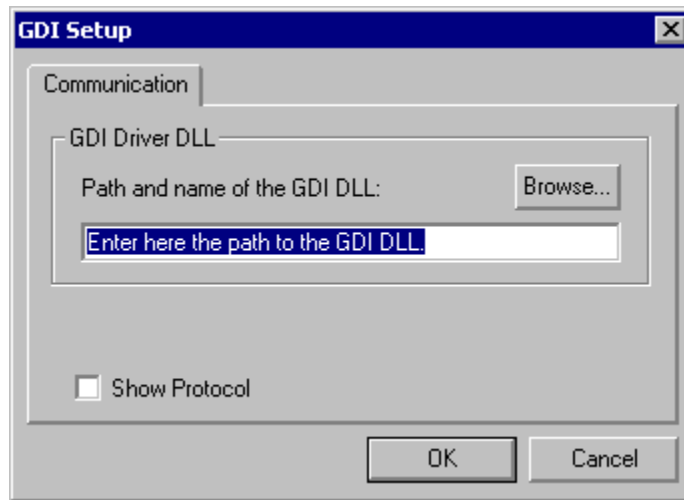 GDI Setup
Communication
GDI Driver DLL
Path and name of the GDI DLL:
Browse...
Enter here the path to the GDI DLL.
Show Protocol
OK
Cancel